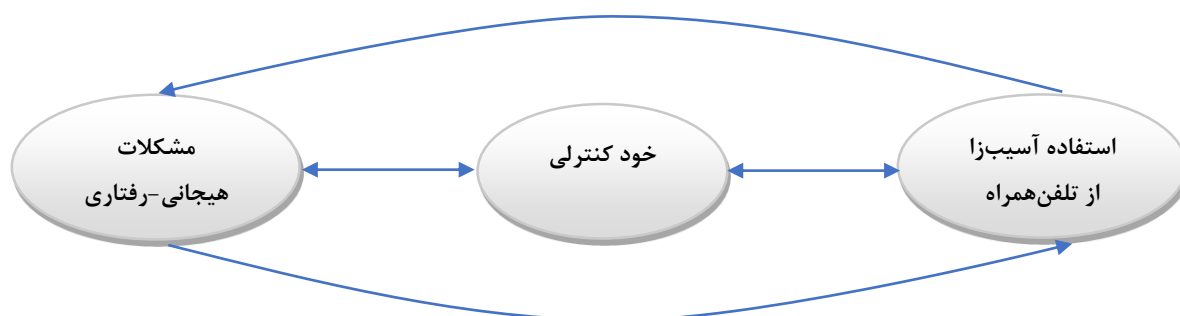 استفاده آسیب‌زا
از تلفن‌همراه
خود کنترلی
مشکلات
هیجانی-رفتاری